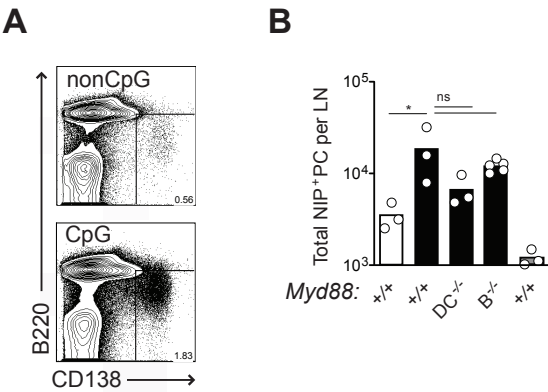 A
nonCpG
0.56
CpG
1.83
B220
CD138
B
Total NIP+PC per LN
10⁵
10⁴
10³
*
ns
Myd88: +/+ +/+ DC-/- B-/- +/+